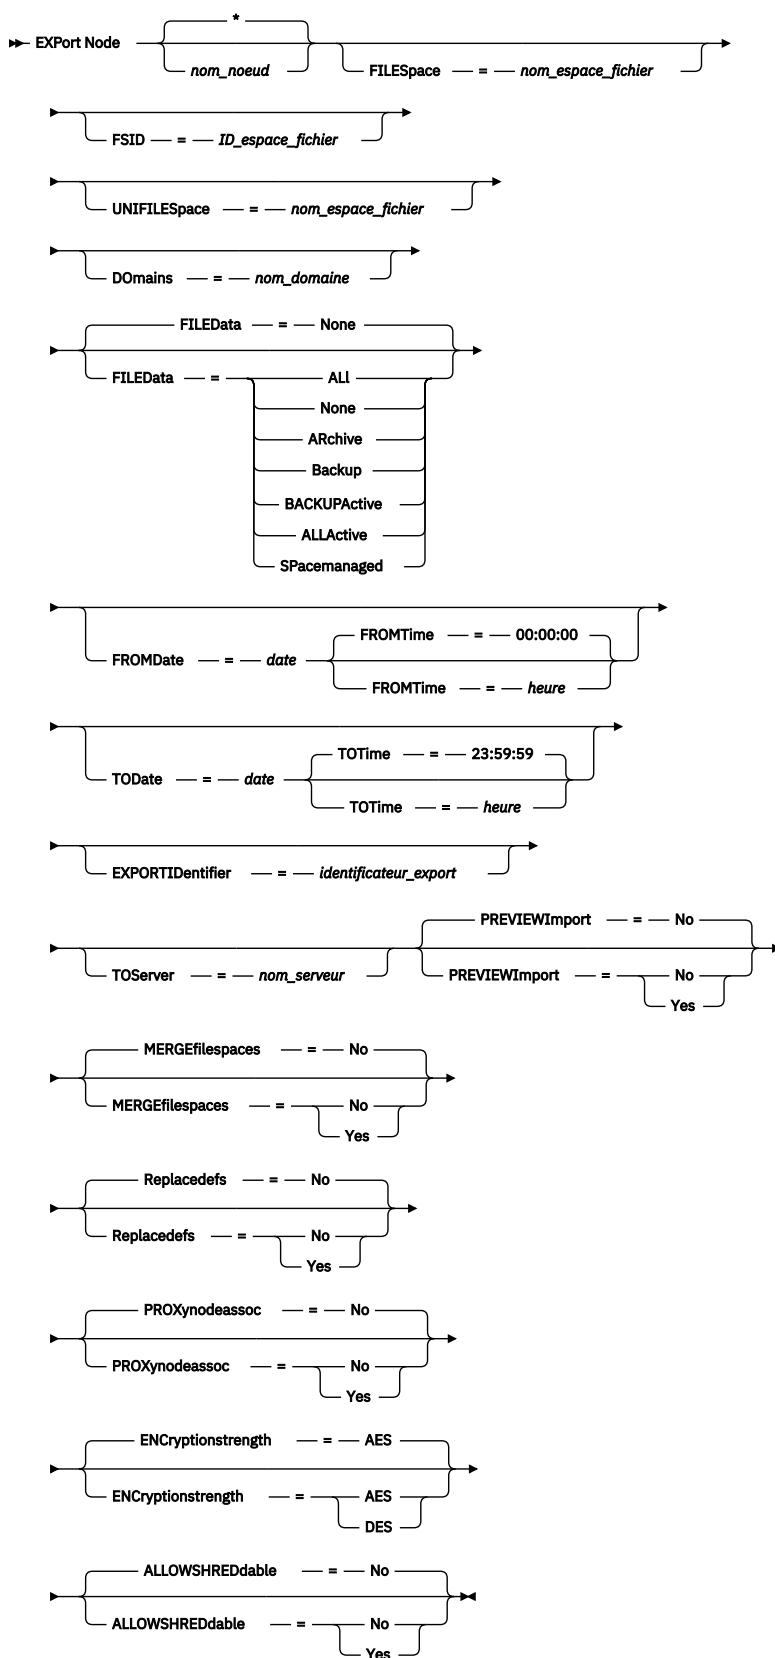 *
EXPort Node
nom_noeud
FILESpace = nom_espace_fichier
FSID = ID_espace_fichier
UNIFILESpace = nom_espace_fichier
DOmains = nom_domaine
FILEData = None
FILEData = ALl
None
ARchive
Backup
BACKUPActive
ALLActive
SPacemanaged
FROMTime = 00:00:00
FROMDate = date
FROMTime = heure
TOTime = 23:59:59
TODate = date
TOTime = heure
EXPORTIDentifier = identificateur_export
PREVIEWImport = No
TOServer = nom_serveur
PREVIEWImport = No
Yes
MERGEfilespaces = No
MERGEfilespaces = No
Yes
Replacedefs = No
Replacedefs = No
Yes
PROXynodeassoc = No
PROXynodeassoc = No
Yes
ENCryptionstrength = AES
ENCryptionstrength = AES
DES
ALLOWSHREDdable = No
ALLOWSHREDdable = No
Yes